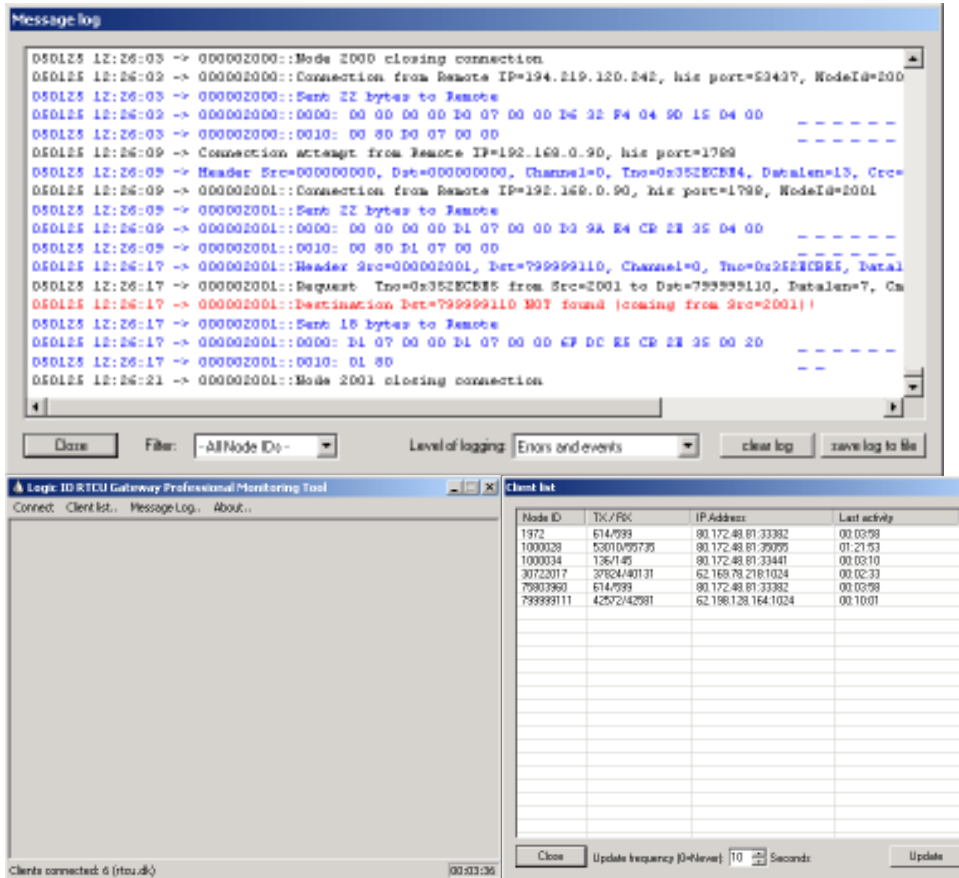 Message log
050125 12:26:03 -> 000002000::Node 2000 closing connection
050125 12:26:03 -> 000002000::Connection from Remote IP=194.219.120.242, his port=53437, NodeId=200
050125 12:26:03 -> 000002000::Sent 22 bytes to Remote
050125 12:26:03 -> 000002000::0000: 00 00 00 00 D0 07 00 00 D6 32 F4 04 9D 15 04 00
050125 12:26:03 -> 000002000::0010: 00 80 D0 07 00 00
050125 12:26:09 -> Connection attempt from Remote IP=192.168.0.90, his port=1788
050125 12:26:09 -> Header Src=000000000, Dst=000000000, Channel=0, Tno=0x352ECBE4, Datalen=13, Crc=
050125 12:26:09 -> 000002001::Connection from Remote IP=192.168.0.90, his port=1788, NodeId=2001
050125 12:26:09 -> 000002001::Sent 22 bytes to Remote
050125 12:26:09 -> 000002001::0000: 00 00 00 00 D1 07 00 00 D3 9A E4 CB 2E 35 04 00
050125 12:26:09 -> 000002001::0010: 00 80 D1 07 00 00
050125 12:26:17 -> 000002001::Header Src=000002001, Dst=799999110, Channel=0, Tno=0x352ECBE5, Datal
050125 12:26:17 -> 000002001::Request Tno=0x352ECBE5 from Src=2001 to Dst=799999110, Datalen=7, Cm
050125 12:26:17 -> 000002001::Destination Dst=799999110 NOT found (coming from Src=2001)!
050125 12:26:17 -> 000002001::Sent 18 bytes to Remote
050125 12:26:17 -> 000002001::0000: D1 07 00 00 D1 07 00 00 6F DC E5 CB 2E 35 00 20
050125 12:26:17 -> 000002001::0010: 01 80
050125 12:26:21 -> 000002001::Node 2001 closing connection
Close Filter: -All Node IDs- Level of logging: Errors and events clear log save log to file
Logic IO RTCU Gateway Professional Monitoring Tool
Connect Client list.. Message Log.. About..
Clients connected: 6 (rtcu.dk) 00:03:36
Client list
Node ID TX / RX IP Address Last activity
1972 614/599 80.172.48.81:33382 00:03:58
1000028 53010/55735 80.172.48.81:35055 01:21:53
1000034 136/145 80.172.48.81:33441 00:03:10
30722017 37824/40131 62.169.78.218:1024 00:02:33
75803960 614/599 80.172.48.81:33382 00:03:58
799999111 42572/42581 62.198.128.164:1024 00:10:01
Close Update frequency (0=Never): 10 Seconds Update